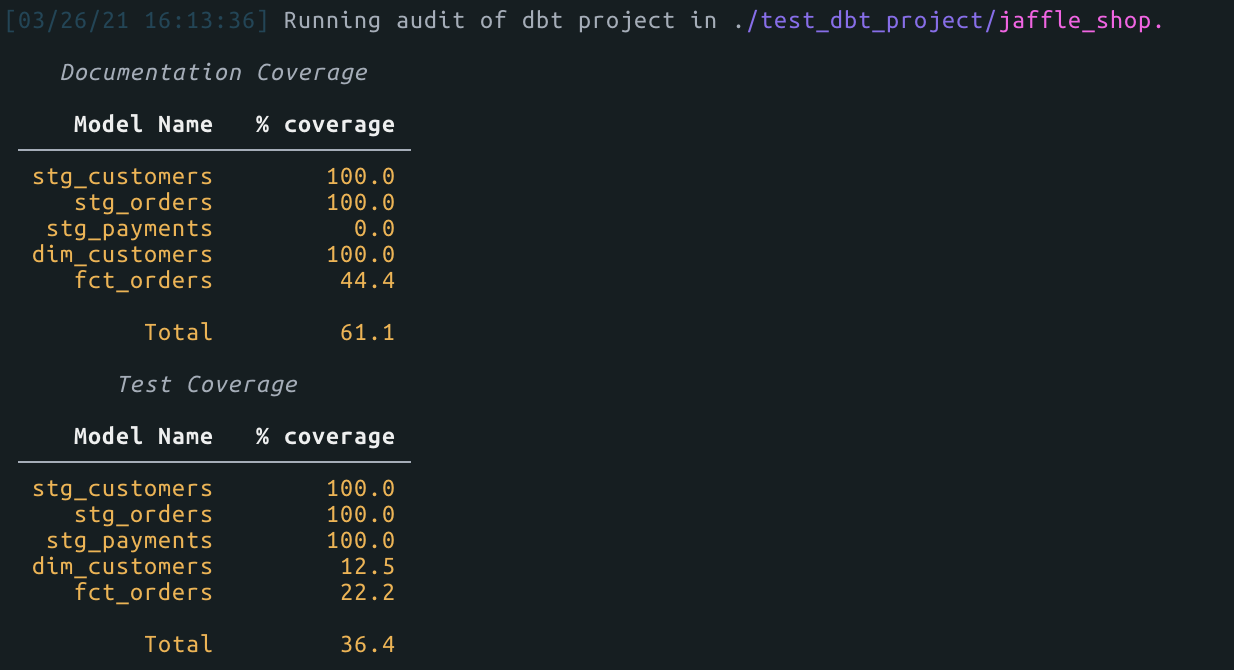 [03/26/21 16:13:36] Running audit of dbt project in ./test_dbt_project/jaffle_shop.
Documentation Coverage
Model Name % coverage
stg_customers 100.0
stg_orders 100.0
stg_payments 0.0
dim_customers 100.0
fct_orders 44.4
Total 61.1
Test Coverage
Model Name % coverage
stg_customers 100.0
stg_orders 100.0
stg_payments 100.0
dim_customers 12.5
fct_orders 22.2
Total 36.4